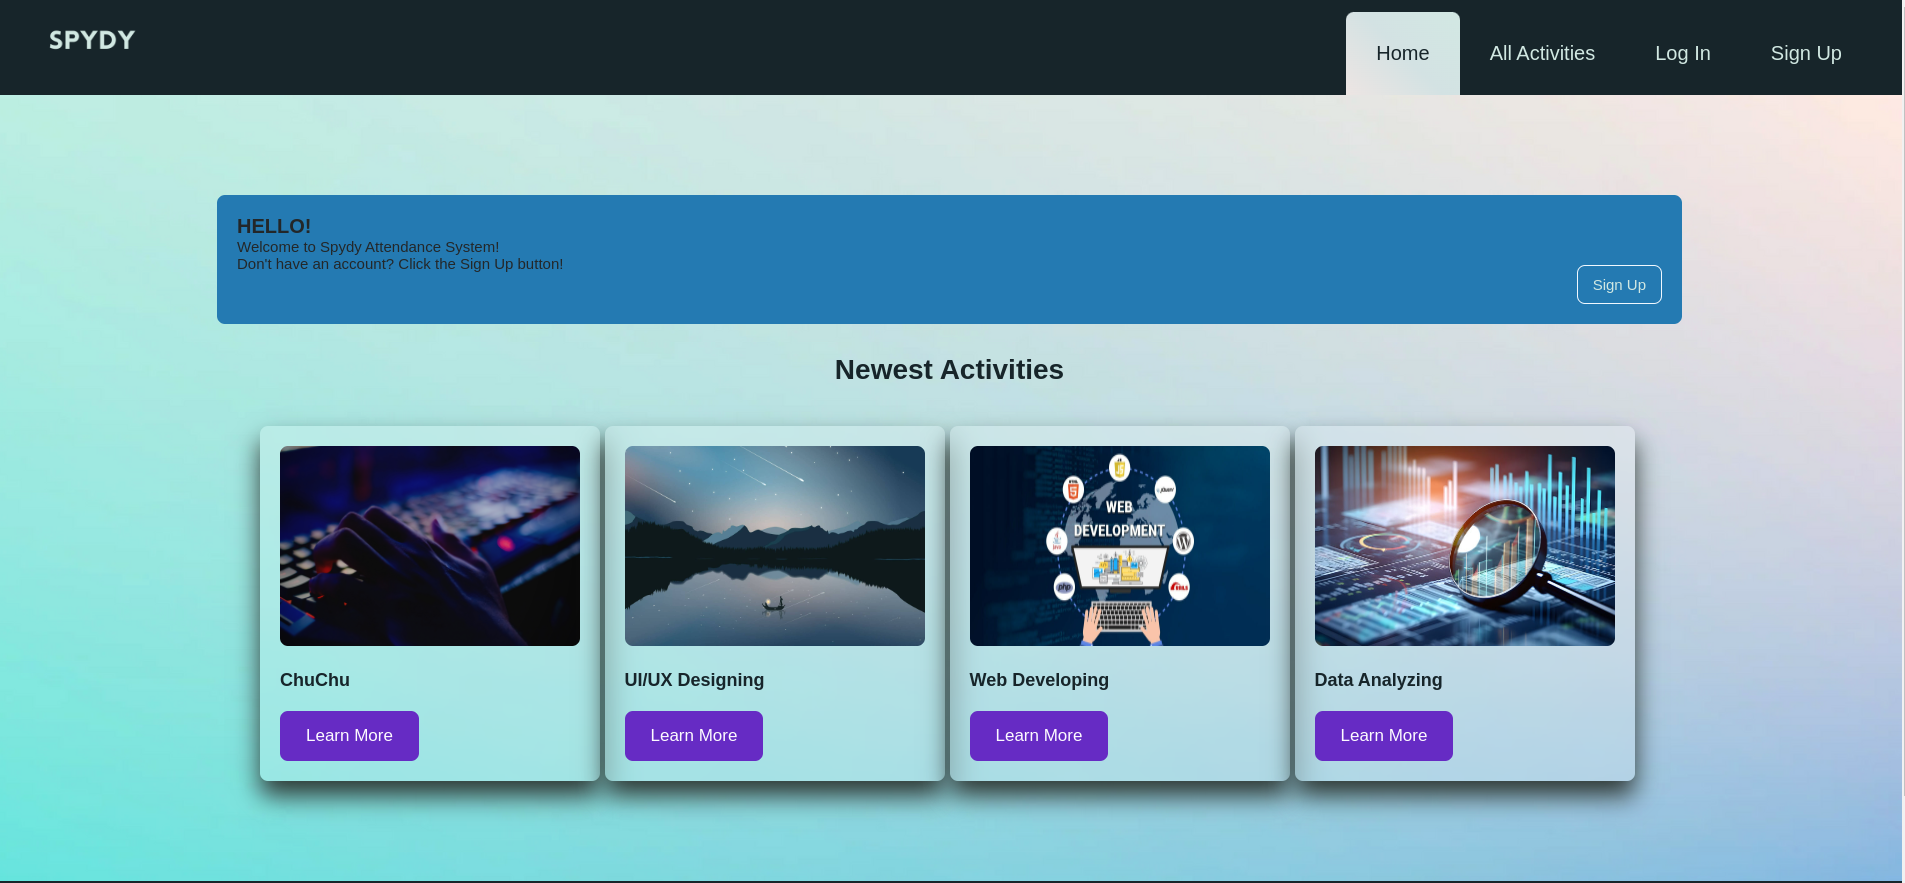 SPYDY
Home
All Activities
Log In
Sign Up
HELLO!
Welcome to Spydy Attendance System!
Don't have an account? Click the Sign Up button!
Sign Up
Newest Activities
WEB
DEVELOPMENT
php
ChuChu
UI/UX Designing
Web Developing
Data Analyzing
Learn More
Learn More
Learn More
Learn More